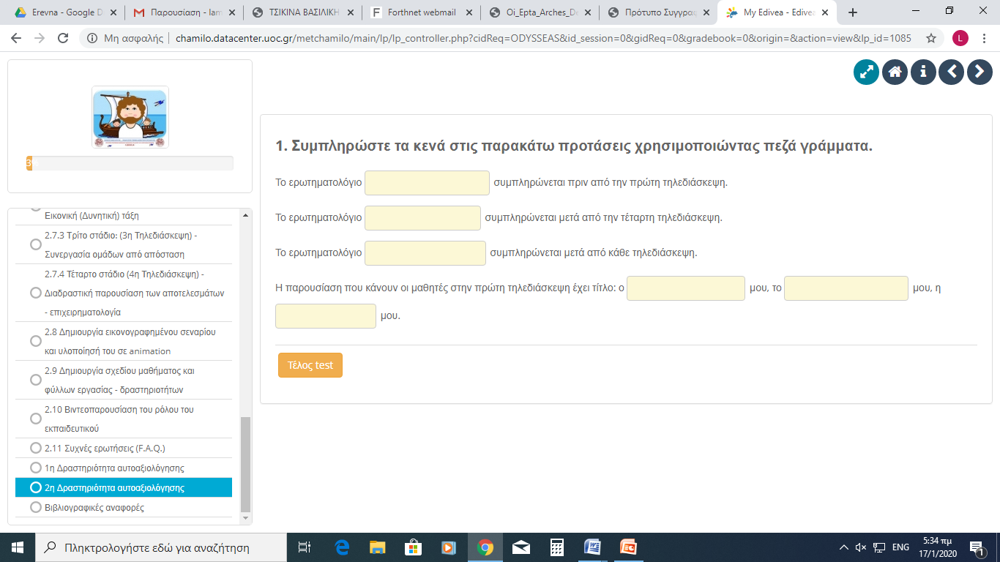 Erevna - Google D
Παρουσίαση - Iam
ΤΣΙΚΙΝΑ ΒΑΣΙΛΙΚΗ
Forthnet webmail
Oi_Epta_Arches_De
Πρότυπο Συγγρα
My Edivea - Edivea
Μη ασφαλής | chamilo.datacenter.uoc.gr/metchamilo/main/lp/lp_controller.php?cidReq=ODYSSEAS&id_session=0&gidReq=0&gradebook=0&origin=&action=view&lp_id=1085
L
3
Εικονική (Δυνητική) τάξη
2.7.3 Τρίτο στάδιο: (3η Τηλεδιάσκεψη) -
Συνεργασία ομάδων από απόσταση
2.7.4 Τέταρτο στάδιο (4η Τηλεδιάσκεψη) -
Διαδραστική παρουσίαση των αποτελεσμάτων
- επιχειρηματολογία
2.8 Δημιουργία εικονογραφημένου σεναρίου
και υλοποίησή του σε animation
2.9 Δημιουργία σχεδίου μαθήματος και
φύλλων εργασίας - δραστηριοτήτων
2.10 Βιντεοπαρουσίαση του ρόλου του
εκπαιδευτικού
2.11 Συχνές ερωτήσεις (F.A.Q.)
1η Δραστηριότητα αυτοαξιολόγησης
2η Δραστηριότητα αυτοαξιολόγησης
Βιβλιογραφικές αναφορές
1. Συμπληρώστε τα κενά στις παρακάτω προτάσεις χρησιμοποιώντας πεζά γράμματα.
Το ερωτηματολόγιο συμπληρώνεται πριν από την πρώτη τηλεδιάσκεψη.
Το ερωτηματολόγιο συμπληρώνεται μετά από την τέταρτη τηλεδιάσκεψη.
Το ερωτηματολόγιο συμπληρώνεται μετά από κάθε τηλεδιάσκεψη.
Η παρουσίαση που κάνουν οι μαθητές στην πρώτη τηλεδιάσκεψη έχει τίτλο: ο μου, το μου, η
μου.
Τέλος test
Πληκτρολογήστε εδώ για αναζήτηση
ENG
5:34 πμ
17/1/2020
1